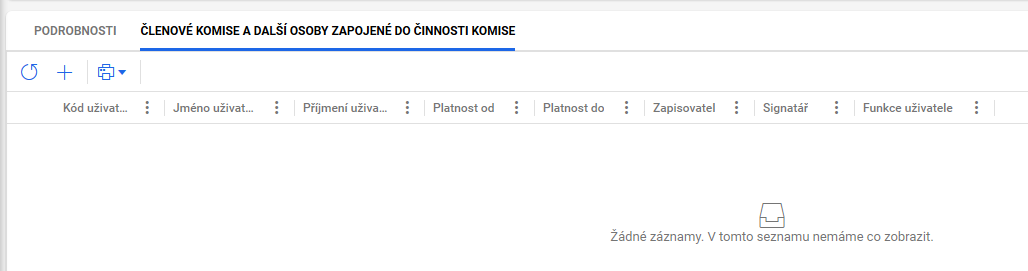 PODROBNOSTI ČLENOVÉ KOMISE A DALŠÍ OSOBY ZAPOJENÉ DO ČINNOSTI KOMISE
Kód uživat... Jméno uživat... Příjmení uživa... Platnost od Platnost do Zapisovatel Signatář Funkce uživatele
Žádné záznamy. V tomto seznamu nemáme co zobrazit.